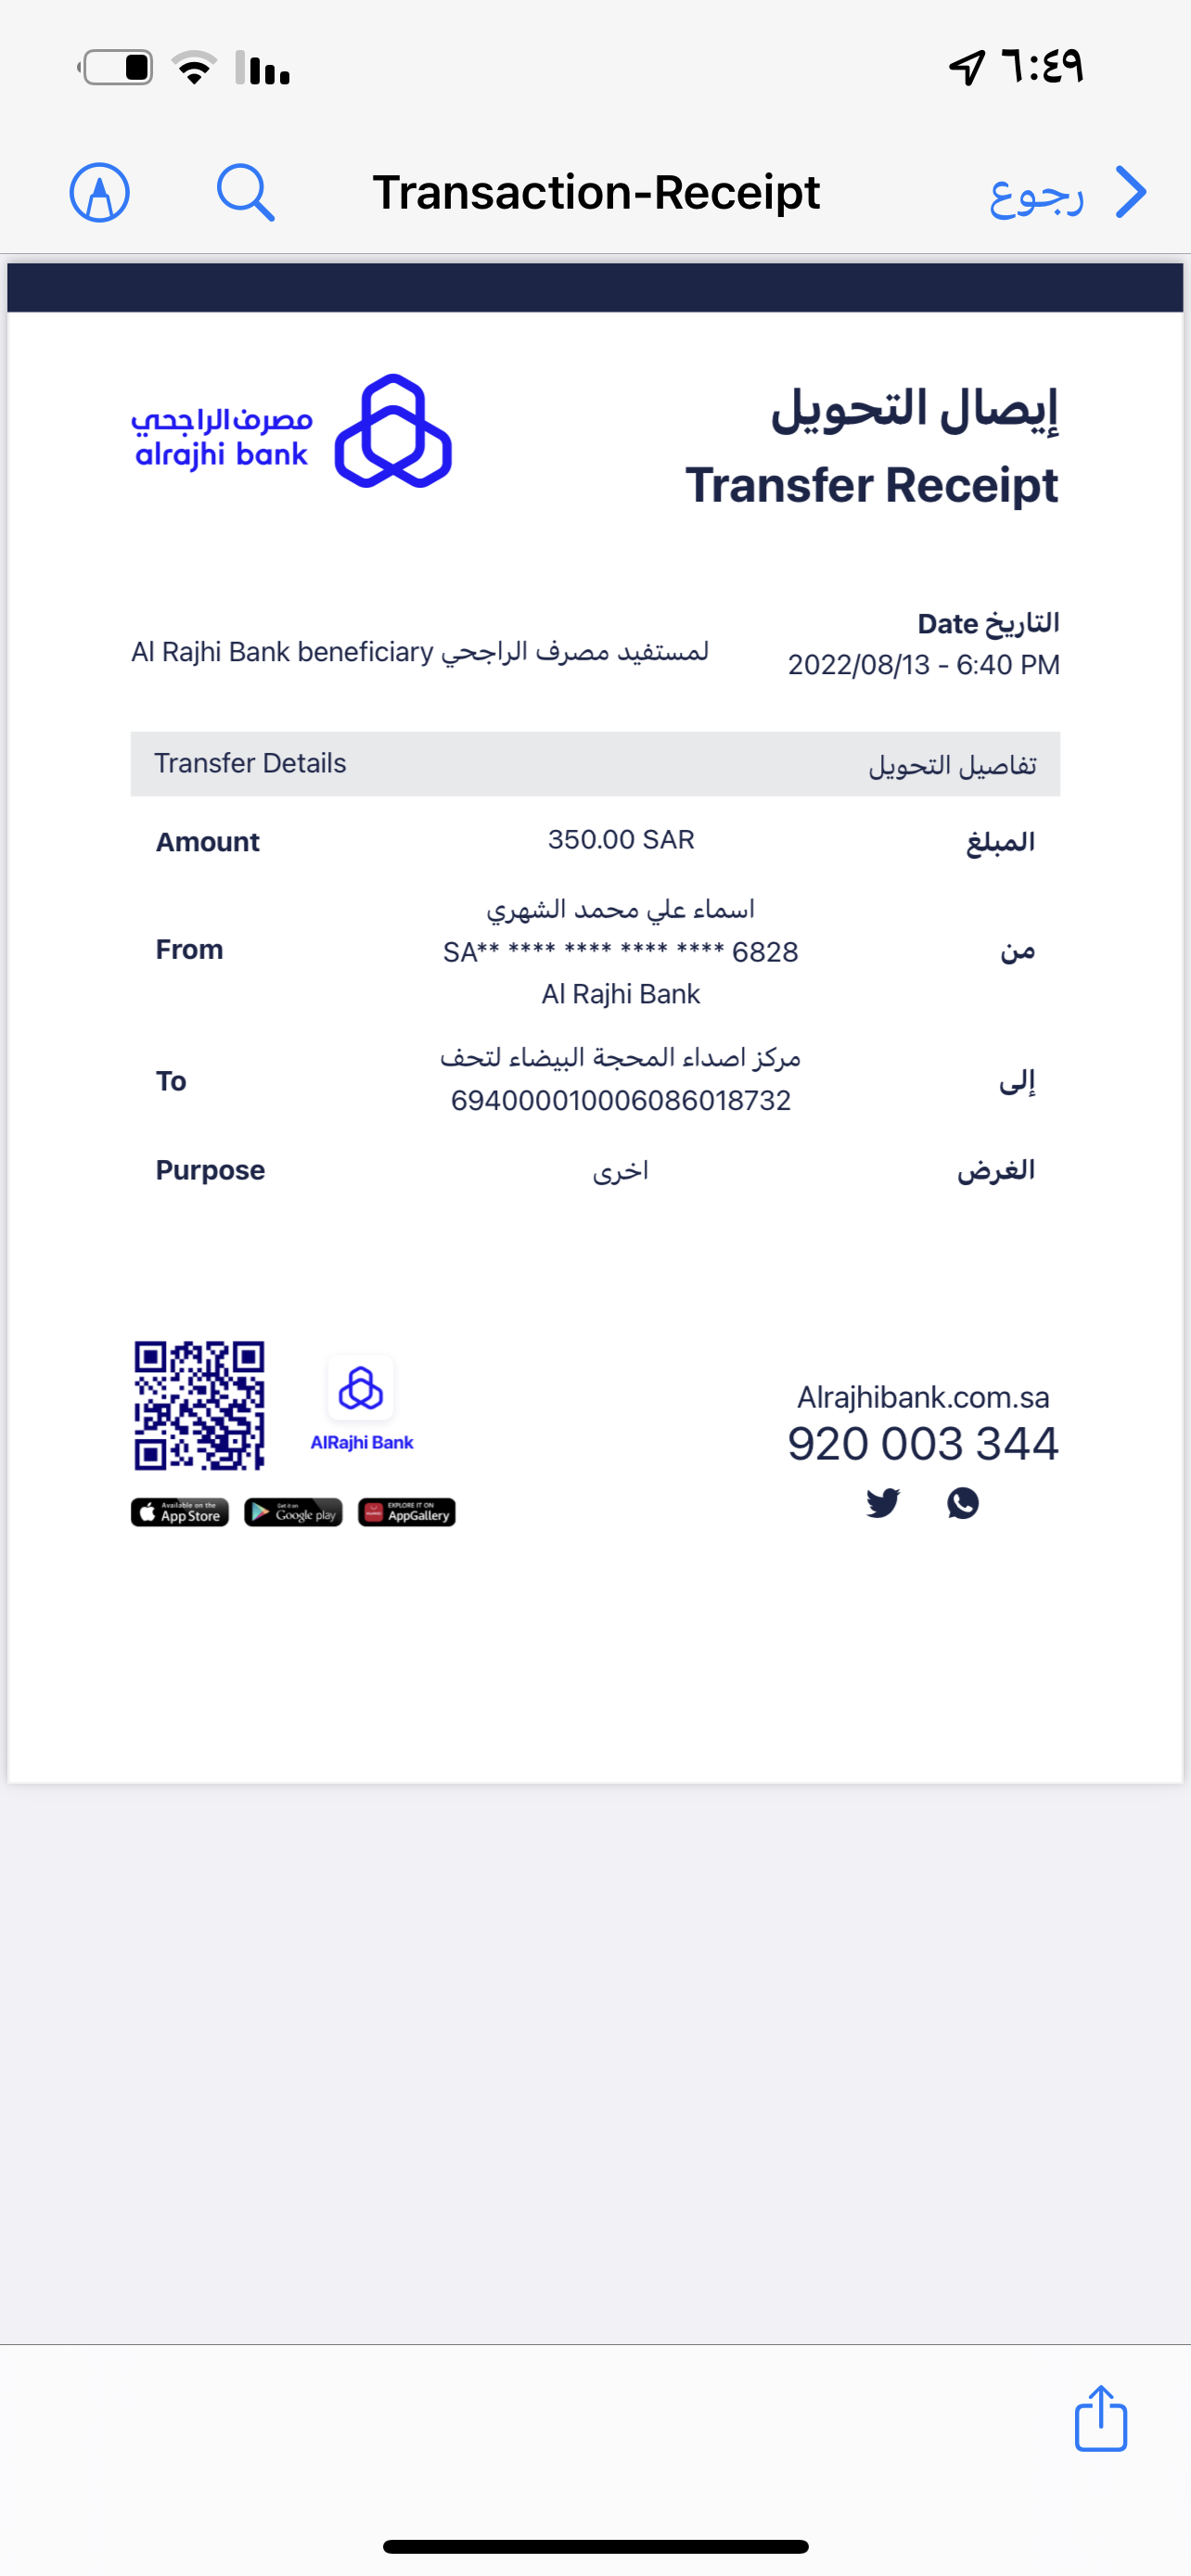 ٦:٤٩
رجوع
Transaction-Receipt
إيصال التحويل
Transfer Receipt
مصرف الراجحي
alrajhi bank
التاريخ Date
2022/08/13 - 6:40 PM
لمستفيد مصرف الراجحي Al Rajhi Bank beneficiary
Transfer Details
تفاصيل التحويل
Amount
350.00 SAR
المبلغ
From
اسماء علي محمد الشهري
SA** **** **** **** **** 6828
Al Rajhi Bank
من
To
مركز اصداء المحجة البيضاء لتحف
694000010006086018732
إلى
Purpose
اخرى
الغرض
AlRajhi Bank
Available on the
App Store
Get it on
Google play
EXPLORE IT ON
AppGallery
Alrajhibank.com.sa
920 003 344